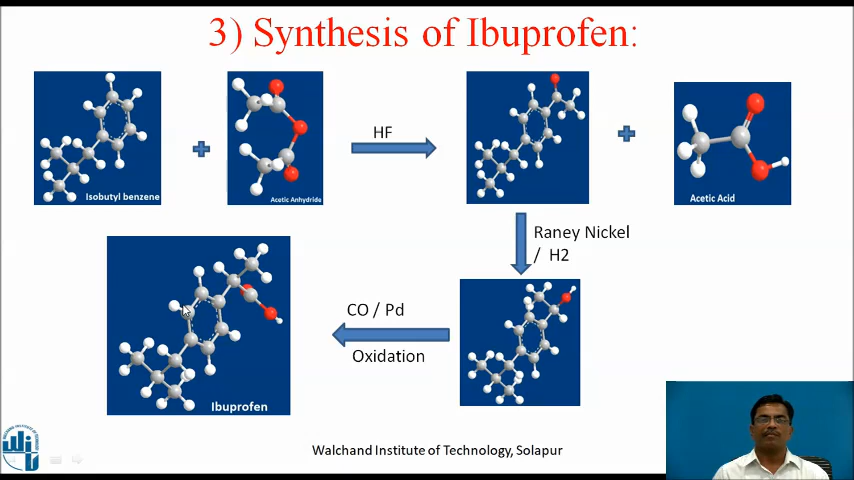 3) Synthesis of Ibuprofen:
HF
Isobutyl benzene
Acetic Anhydride
Acetic Acid
Raney Nickel
/ H2
CO / Pd
Oxidation
Ibuprofen
Walchand Institute of Technology, Solapur